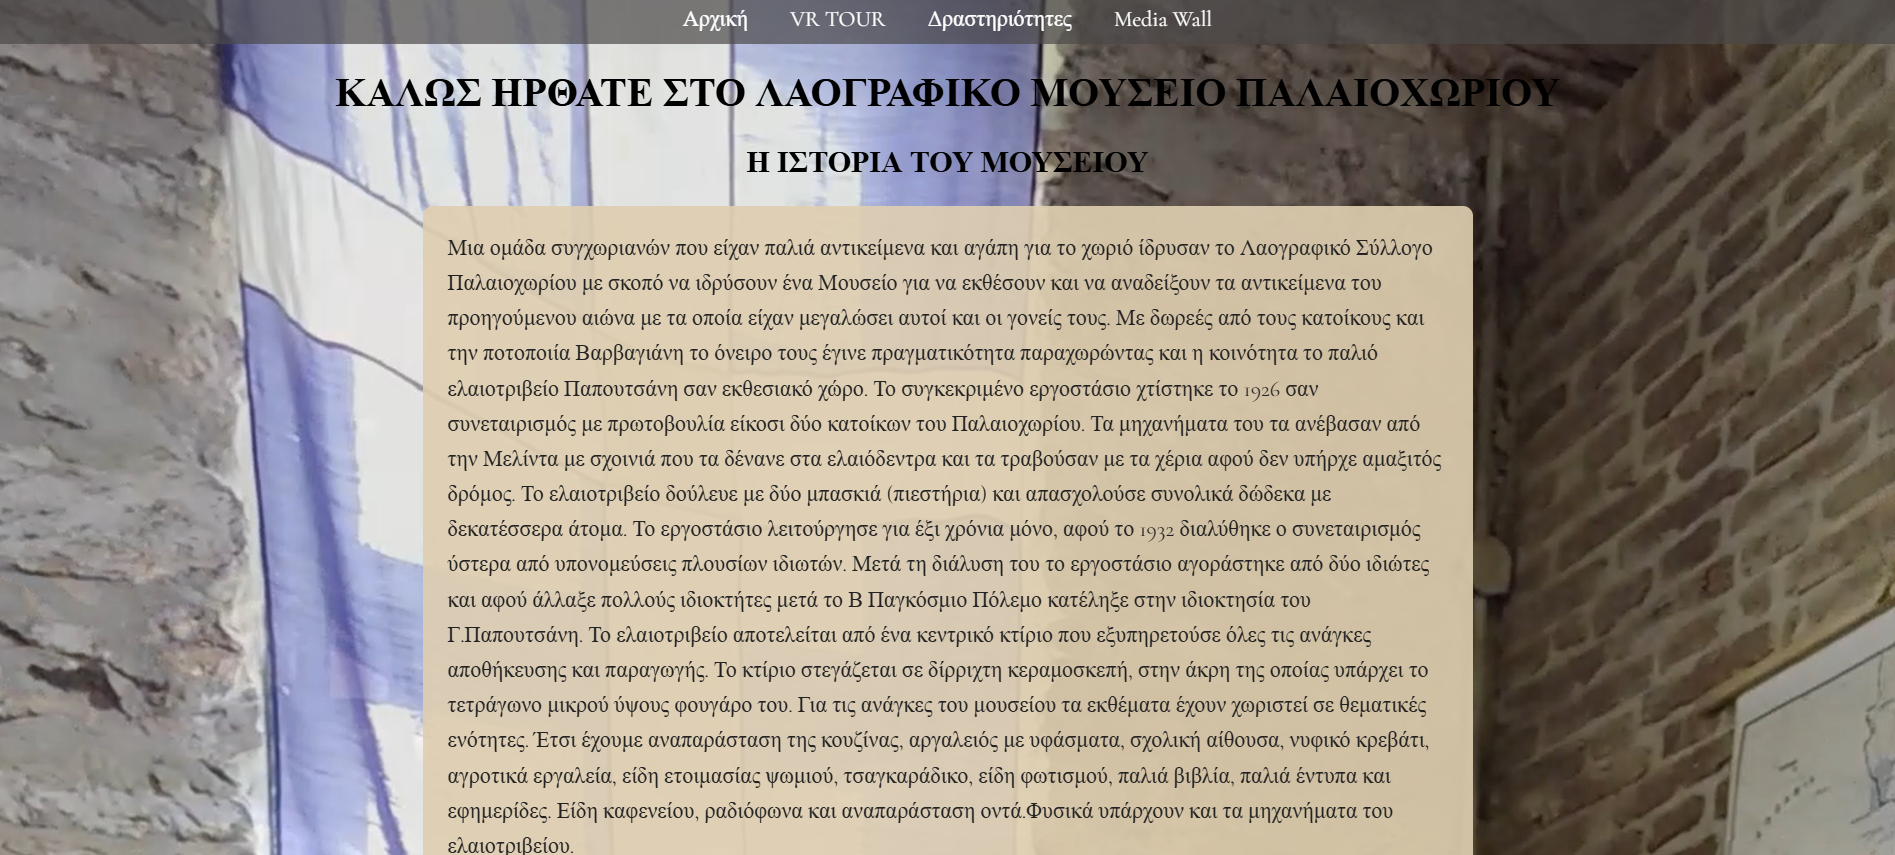 Αρχική VR TOUR Δραστηριότητες Media Wall
ΚΑΛΩΣ ΗΡΘΑΤΕ ΣΤΟ ΛΑΟΓΡΑΦΙΚΟ ΜΟΥΣΕΙΟ ΠΑΛΑΙΟΧΩΡΙΟΥ
Η ΙΣΤΟΡΙΑ ΤΟΥ ΜΟΥΣΕΙΟΥ
Μια ομάδα συγχωριανών που είχαν παλιά αντικείμενα και αγάπη για το χωριό ίδρυσαν το Λαογραφικό Σύλλογο
Παλαιοχωρίου με σκοπό να ιδρύσουν ένα Μουσείο για να εκθέσουν και να αναδείξουν τα αντικείμενα του
προηγούμενου αιώνα με τα οποία είχαν μεγαλώσει αυτοί και οι γονείς τους. Με δωρεές από τους κατοίκους και
την ποτοποιία Βαρβαγιάνη το όνειρο τους έγινε πραγματικότητα παραχωρώντας και η κοινότητα το παλιό
ελαιοτριβείο Παπουτσάνη σαν εκθεσιακό χώρο. Το συγκεκριμένο εργοστάσιο χτίστηκε το 1926 σαν
συνεταιρισμός με πρωτοβουλία είκοσι δύο κατοίκων του Παλαιοχωρίου. Τα μηχανήματα του τα ανέβασαν από
την Μελίντα με σχοινιά που τα δένανε στα ελαιόδεντρα και τα τραβούσαν με τα χέρια αφού δεν υπήρχε αμαξιτός
δρόμος. Το ελαιοτριβείο δούλευε με δύο μπασκιά (πιεστήρια) και απασχολούσε συνολικά δώδεκα με
δεκατέσσερα άτομα. Το εργοστάσιο λειτούργησε για έξι χρόνια μόνο, αφού το 1932 διαλύθηκε ο συνεταιρισμός
ύστερα από υπονομεύσεις πλουσίων ιδιωτών. Μετά τη διάλυση του το εργοστάσιο αγοράστηκε από δύο ιδιώτες
και αφού άλλαξε πολλούς ιδιοκτήτες μετά το Β Παγκόσμιο Πόλεμο κατέληξε στην ιδιοκτησία του
Γ.Παπουτσάνη. Το ελαιοτριβείο αποτελείται από ένα κεντρικό κτίριο που εξυπηρετούσε όλες τις ανάγκες
αποθήκευσης και παραγωγής. Το κτίριο στεγάζεται σε δίρριχτη κεραμοσκεπή, στην άκρη της οποίας υπάρχει το
τετράγωνο μικρού ύψους φουγάρο του. Για τις ανάγκες του μουσείου τα εκθέματα έχουν χωριστεί σε θεματικές
ενότητες. Έτσι έχουμε αναπαράσταση της κουζίνας, αργαλειός με υφάσματα, σχολική αίθουσα, νυφικό κρεβάτι,
αγροτικά εργαλεία, είδη ετοιμασίας ψωμιού, τσαγκαράδικο, είδη φωτισμού, παλιά βιβλία, παλιά έντυπα και
εφημερίδες. Είδη καφενείου, ραδιόφωνα και αναπαράσταση οντά.Φυσικά υπάρχουν και τα μηχανήματα του
ελαιοτριβείου.